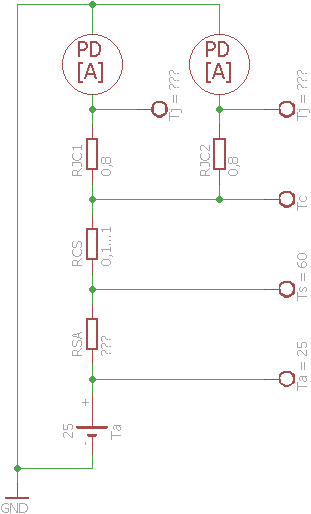 PD
[A]
PD
[A]
Tj = ???
Tj = ???
RJC1
0,8
RJC2
0,8
Tc
RCS
0,1...1
Ts = 60
RSA
???
Ta = 25
+
25
Ta
-
GND